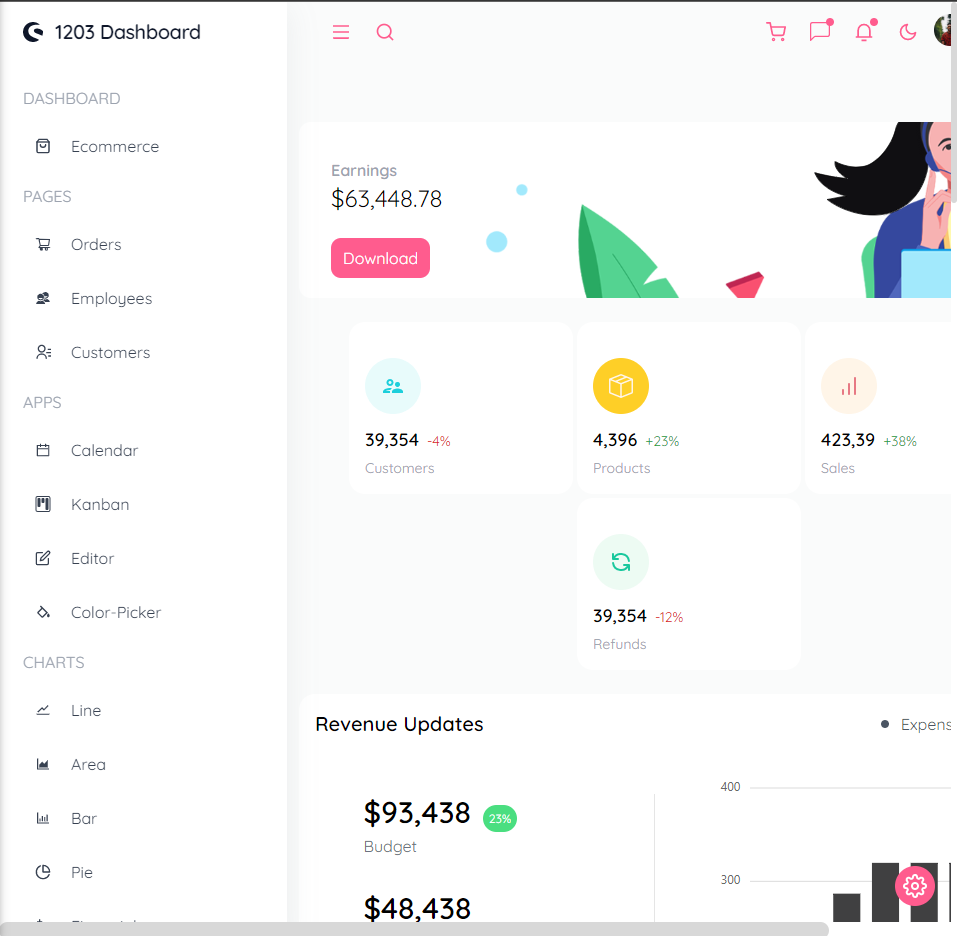 1203 Dashboard
DASHBOARD
Ecommerce
PAGES
Orders
Employees
Customers
APPS
Calendar
Kanban
Editor
Color-Picker
CHARTS
Line
Area
Bar
Pie
Earnings
$63,448.78
Download
39,354 -4%
Customers
4,396 +23%
Products
423,39 +38%
Sales
39,354 -12%
Refunds
Revenue Updates
Expens
$93,438 23%
Budget
$48,438
400
300